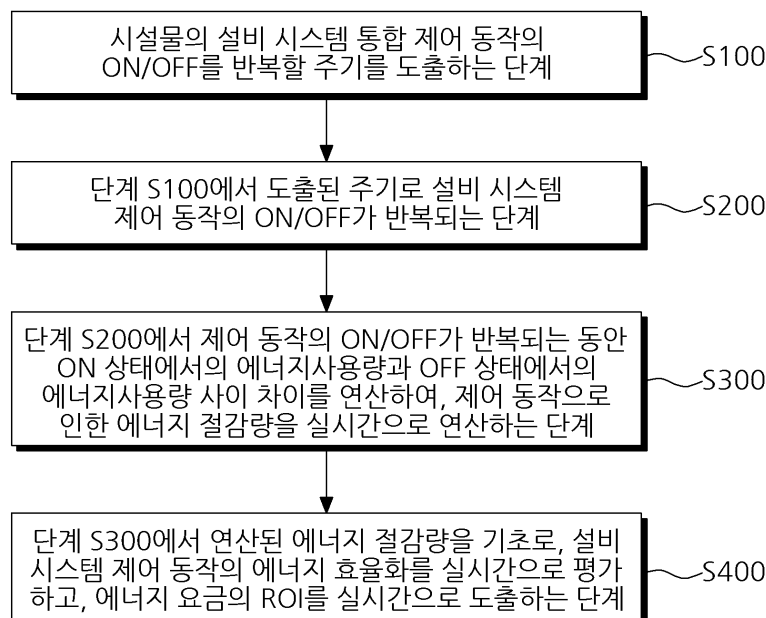 시설물의 설비 시스템 통합 제어 동작의
ON/OFF를 반복할 주기를 도출하는 단계
S100
단계 S100에서 도출된 주기로 설비 시스템
제어 동작의 ON/OFF가 반복되는 단계
S200
단계 S200에서 제어 동작의 ON/OFF가 반복되는 동안
ON 상태에서의 에너지사용량과 OFF 상태에서의
에너지사용량 사이 차이를 연산하여, 제어 동작으로
인한 에너지 절감량을 실시간으로 연산하는 단계
S300
단계 S300에서 연산된 에너지 절감량을 기초로, 설비
시스템 제어 동작의 에너지 효율화를 실시간으로 평가
하고, 에너지 요금의 ROI를 실시간으로 도출하는 단계
S400